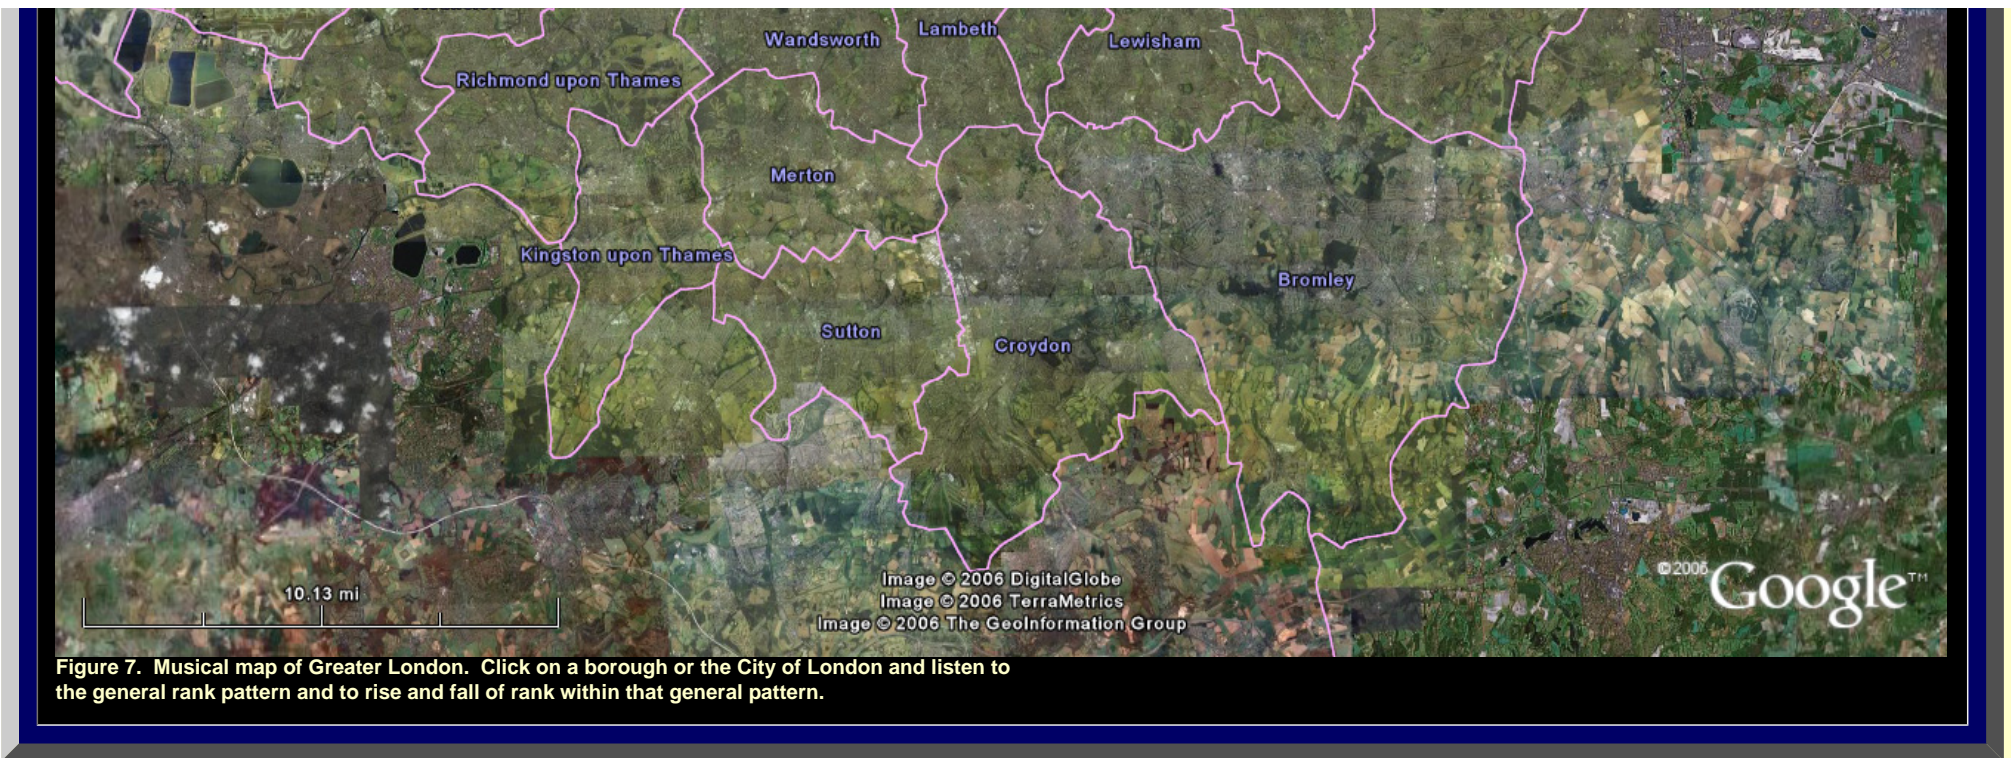 Wandsworth
Lambeth
Lewisham
Richmond upon Thames
Merton
Kingston upon Thames
Bromley
Sutton
Croydon
10.13 mi
Image © 2006 DigitalGlobe
Image © 2006 TerraMetrics
Image © 2006 The GeoInformation Group
©2006 Google™
Figure 7. Musical map of Greater London. Click on a borough or the City of London and listen to
the general rank pattern and to rise and fall of rank within that general pattern.